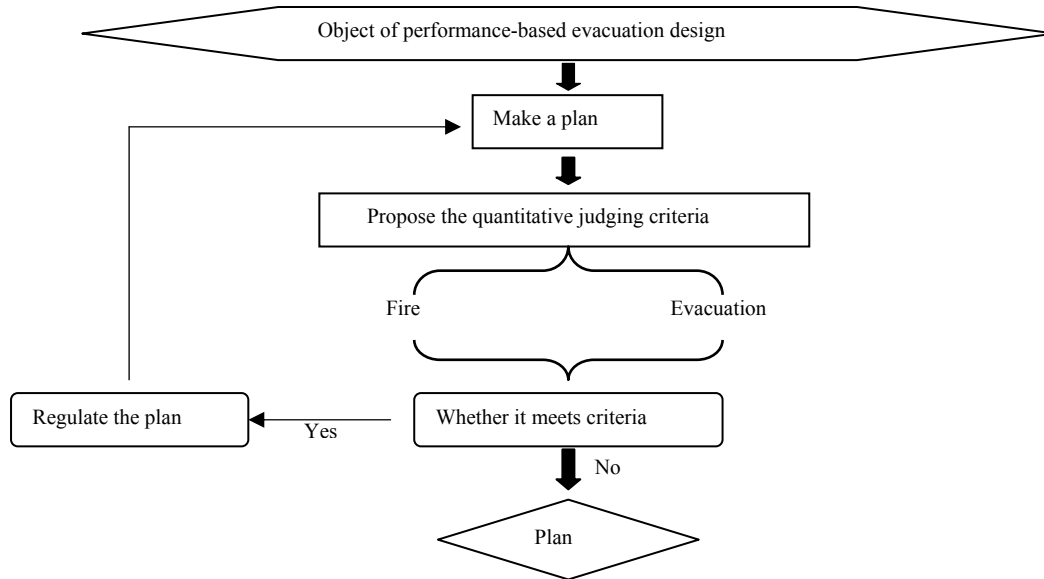 Object of performance-based evacuation design
Make a plan
Propose the quantitative judging criteria
Fire
Evacuation
Regulate the plan
Yes
Whether it meets criteria
No
Plan